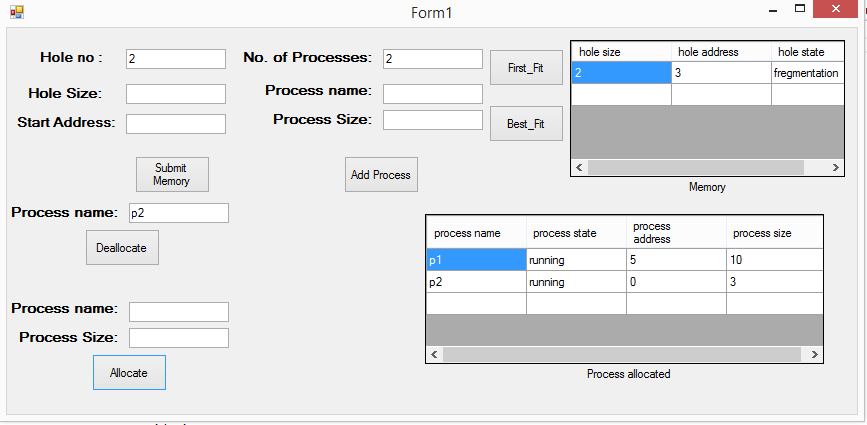 Form1
Hole no :
2
No. of Processes:
2
First_Fit
hole size
hole address
hole state
2
3
fregmentation
Hole Size:
Process name:
Start Address:
Process Size:
Best_Fit
Submit
Memory
Add Process
Memory
Process name:
p2
Deallocate
process name
process state
process
address
process size
p1
running
5
10
p2
running
0
3
Process name:
Process Size:
Allocate
Process allocated